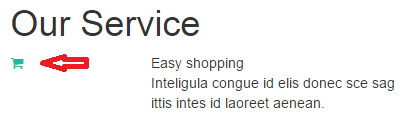 Our Service
Easy shopping
Inteligula congue id elis donec sce sag
ittis intes id laoreet aenean.